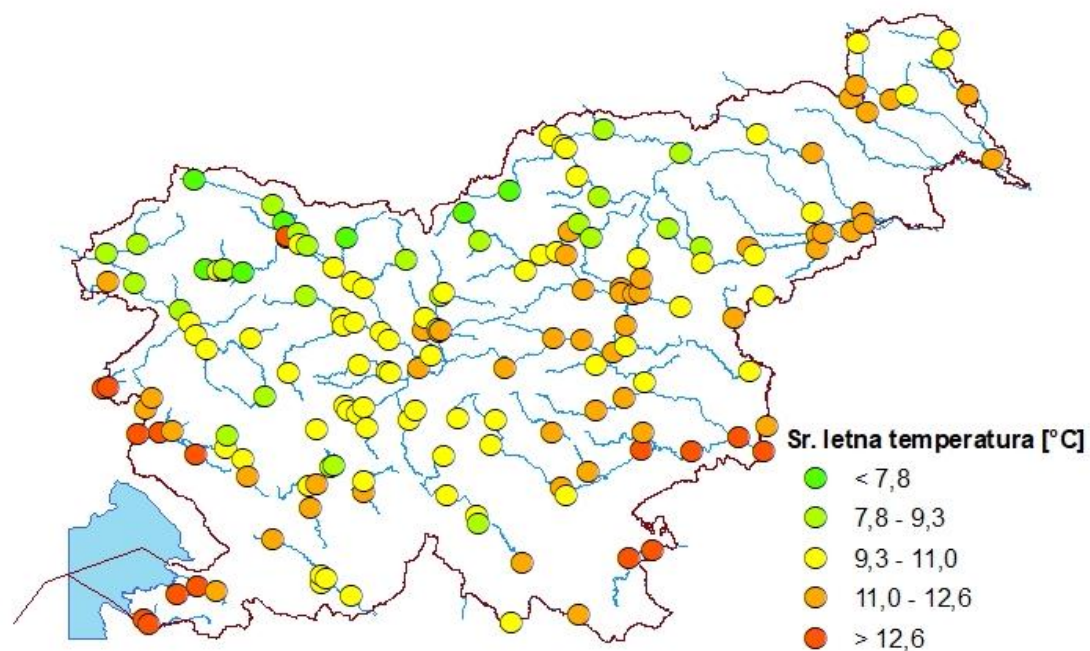 Sr. letna temperatura [°C]
< 7,8
7,8 - 9,3
9,3 - 11,0
11,0 - 12,6
> 12,6